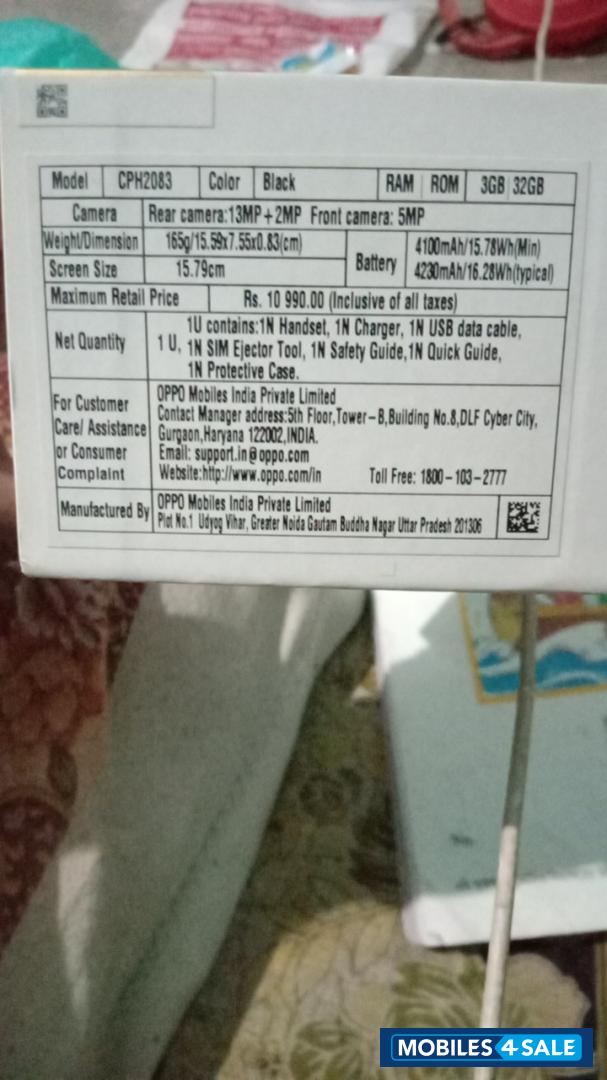 Model CPH2083 Color Black RAM ROM 3GB 32GB
Camera Rear camera:13MP+2MP Front camera: 5MP
Weight/Dimension 165g/15.59x7.55x0.83(cm)
Screen Size 15.79cm
Battery 4100mAh/15.78Wh(Min)
4230mAh/16.28Wh(typical)
Maximum Retail Price Rs. 10 990.00 (Inclusive of all taxes)
Net Quantity 1 U, 1U contains:1N Handset, 1N Charger, 1N USB data cable,
1N SIM Ejector Tool, 1N Safety Guide,1N Quick Guide,
1N Protective Case.
For Customer
Care/ Assistance
or Consumer
Complaint
OPPO Mobiles India Private Limited
Contact Manager address:5th Floor,Tower-B,Building No.8,DLF Cyber City,
Gurgaon,Haryana 122002,INDIA.
Email: support.in@oppo.com
Website:http://www.oppo.com/in Toll Free: 1800-103-2777
Manufactured By OPPO Mobiles India Private Limited
Plot No.1 Udyog Vihar, Greater Noida Gautam Buddha Nagar Uttar Pradesh 201306
MOBILES4SALE